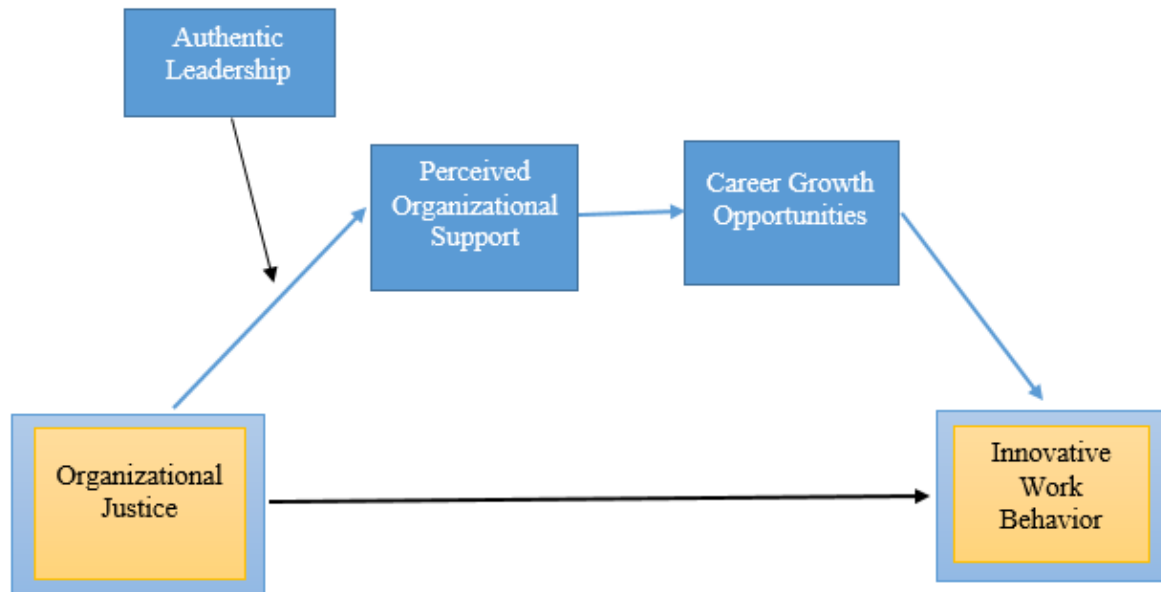 Authentic
Leadership
Perceived
Organizational
Support
Career Growth
Opportunities
Organizational
Justice
Innovative
Work
Behavior